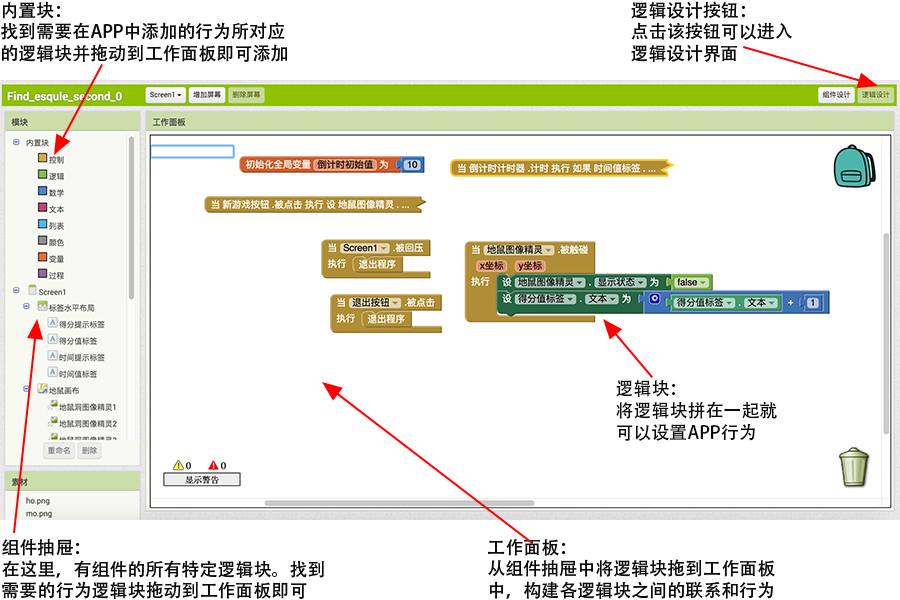 内置块：
找到需要在APP中添加的行为所对应
的逻辑块并拖动到工作面板即可添加
逻辑设计按钮：
点击该按钮可以进入
逻辑设计界面
Find_esqule_second_0
Screen1
增加屏幕
删除屏幕
组件设计
逻辑设计
模块
工作面板
内置块
控制
逻辑
数学
文本
列表
颜色
变量
过程
Screen1
标签水平布局
得分提示标签
得分值标签
时间提示标签
时间值标签
地鼠画布
地鼠洞图像精灵1
地鼠洞图像精灵2
地鼠洞图像精灵3
重命名
删除
素材
ho.png
mo.png
初始化全局变量 倒计时初始值 为 10
当 倒计时计时器 .计时 执行 如果 时间值标签 . ...
当 新游戏按钮 .被点击 执行 设 地鼠图像精灵 . ...
当 Screen1 .被回压
执行 退出程序
当 退出按钮 .被点击
执行 退出程序
当 地鼠图像精灵 .被触碰
x坐标 y坐标
执行 设 地鼠图像精灵 . 显示状态 为 false
设 得分值标签 . 文本 为 得分值标签 . 文本 + 1
逻辑块：
将逻辑块拼在一起就
可以设置APP行为
0 0
显示警告
组件抽屉：
在这里，有组件的所有特定逻辑块。找到
需要的行为逻辑块拖动到工作面板即可
工作面板：
从组件抽屉中将逻辑块拖到工作面板
中，构建各逻辑块之间的联系和行为